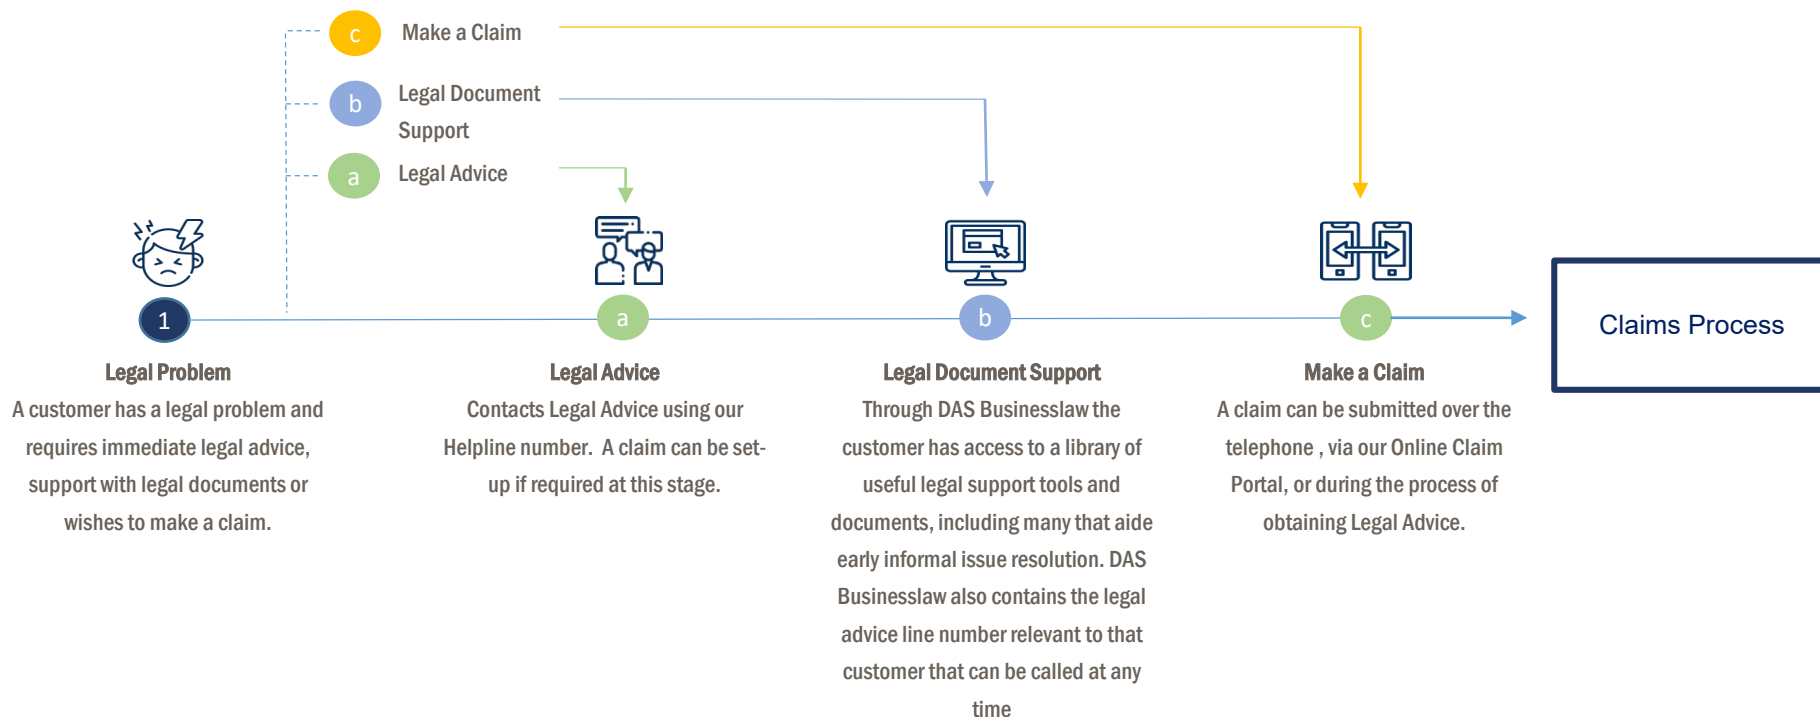 c
Make a Claim
b
Legal Document
Support
a
Legal Advice
1
a
b
c
Claims Process
Legal Problem
A customer has a legal problem and
requires immediate legal advice,
support with legal documents or
wishes to make a claim.
Legal Advice
Contacts Legal Advice using our
Helpline number.  A claim can be set-
up if required at this stage.
Legal Document Support
Through DAS Businesslaw the
customer has access to a library of
useful legal support tools and
documents, including many that aide
early informal issue resolution. DAS
Businesslaw also contains the legal
advice line number relevant to that
customer that can be called at any
time
Make a Claim
A claim can be submitted over the
telephone , via our Online Claim
Portal, or during the process of
obtaining Legal Advice.